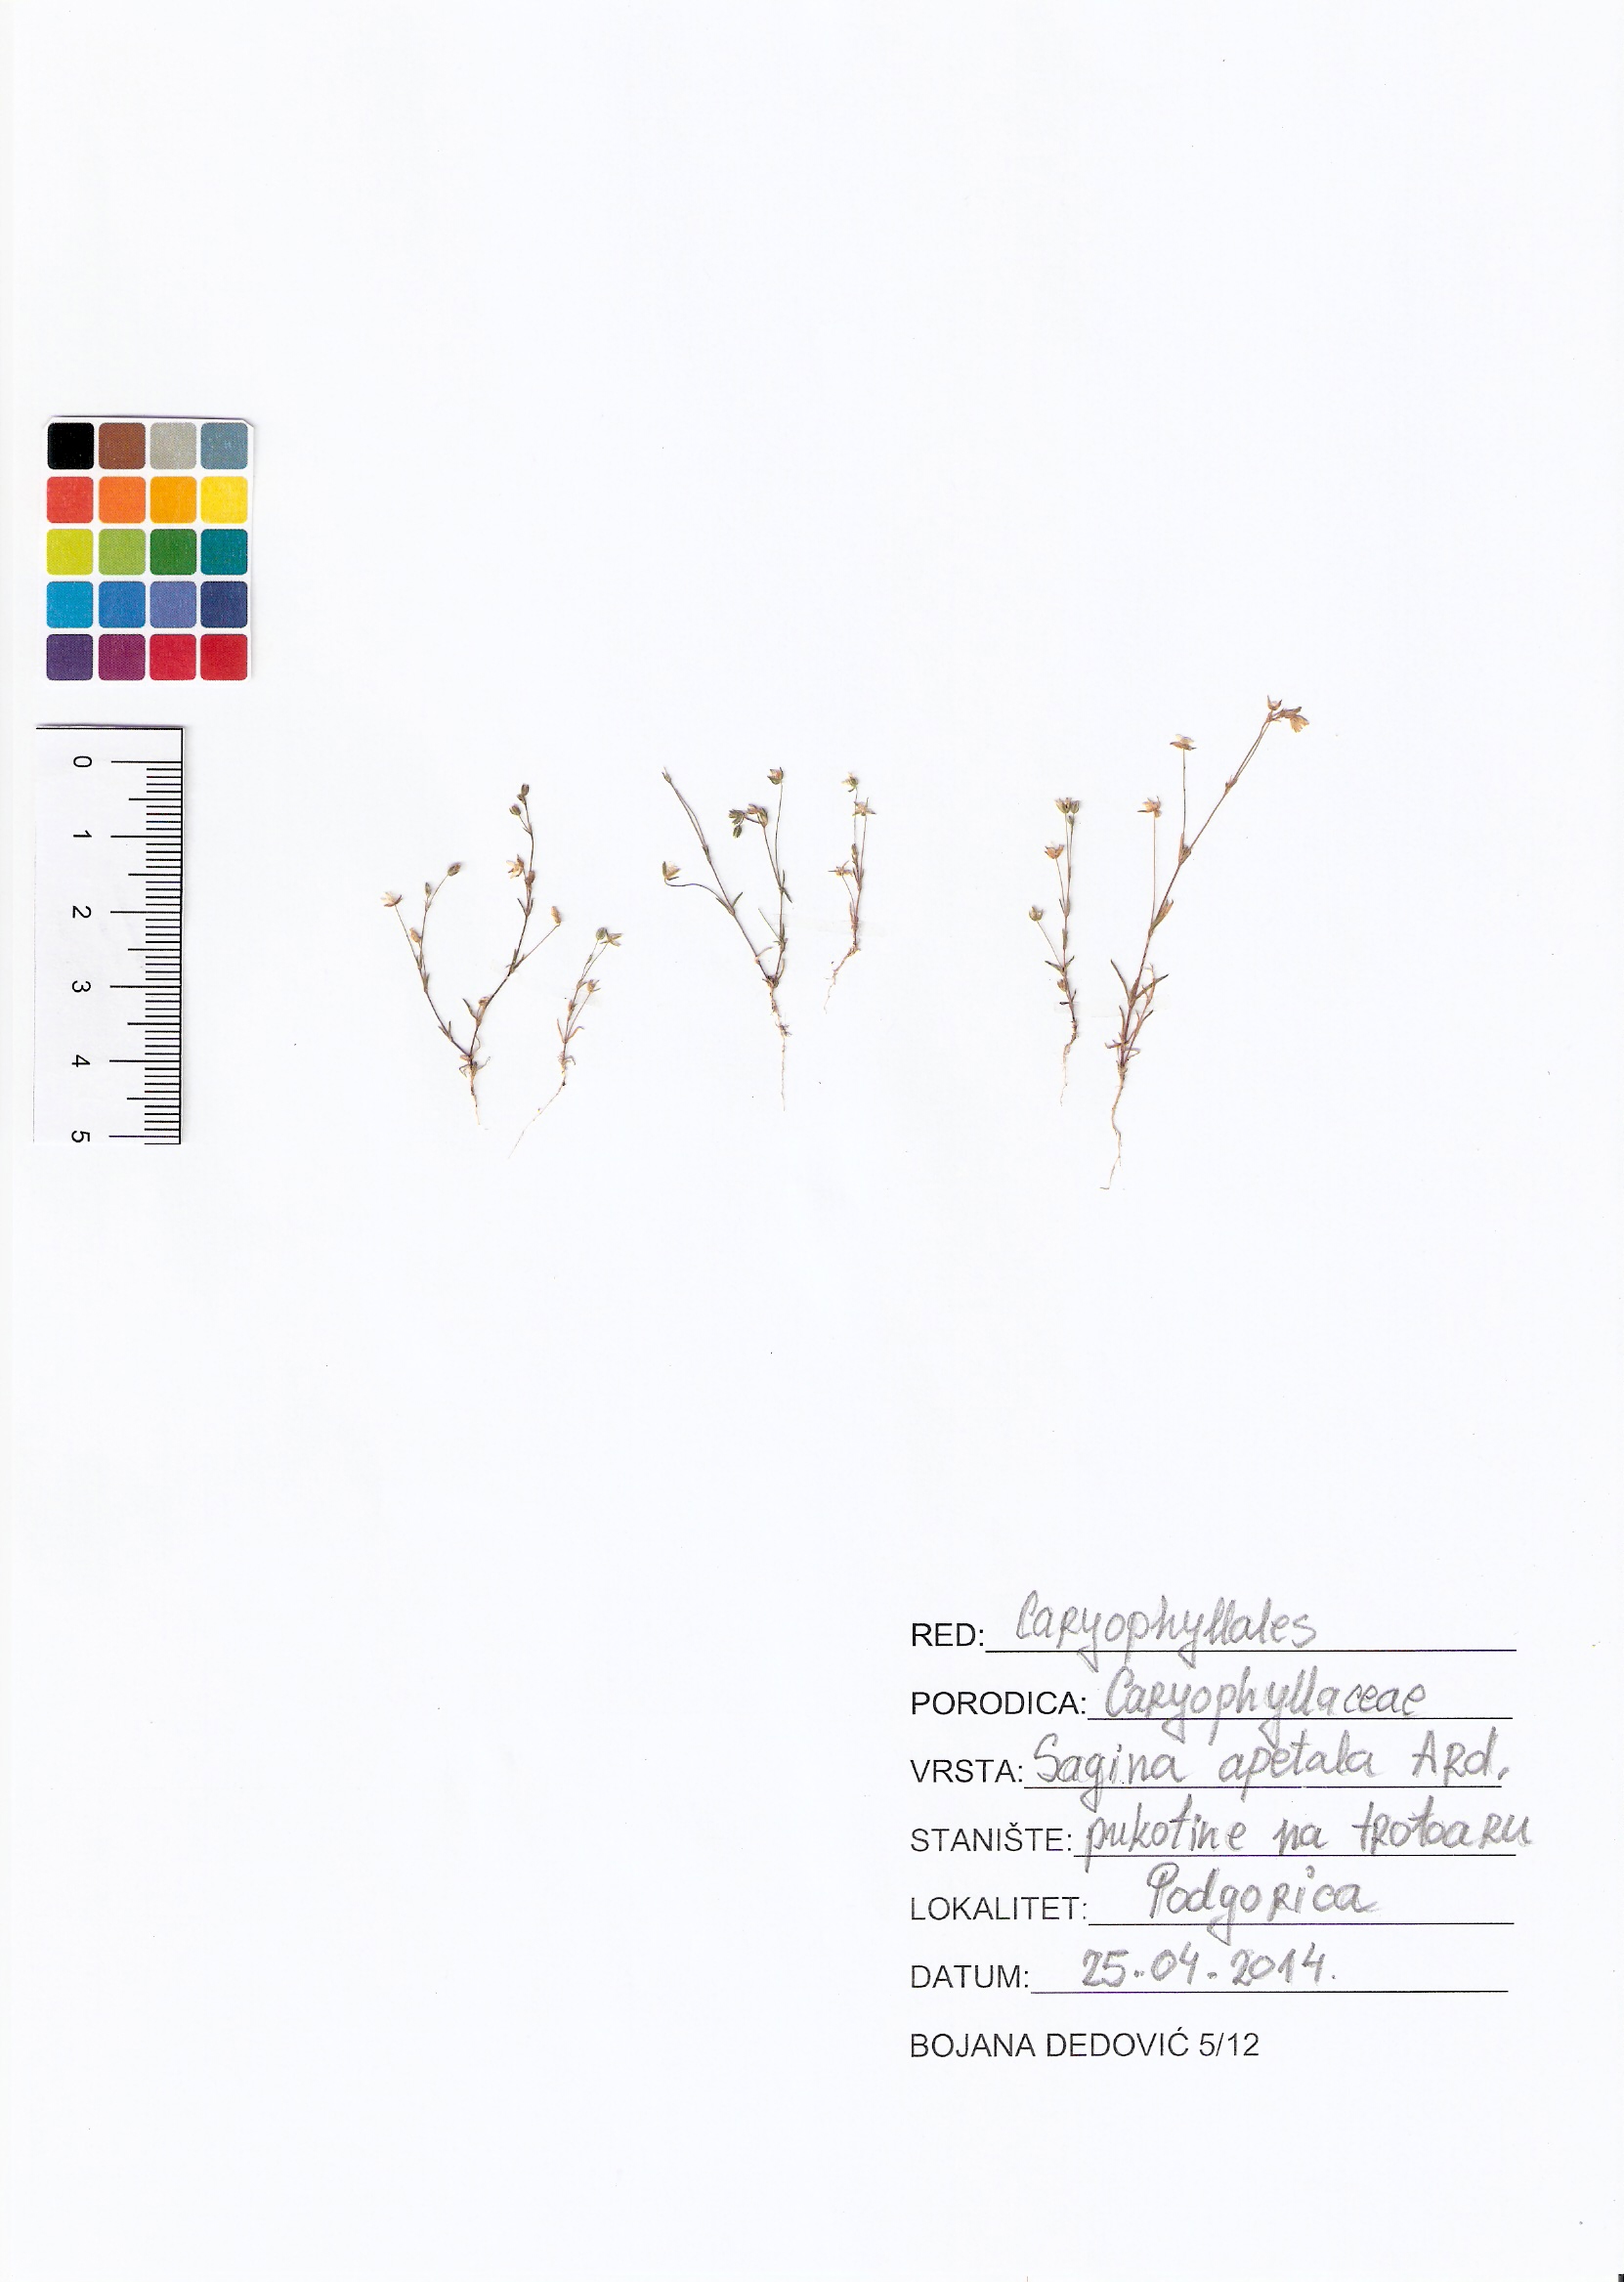 0
1
2
3
4
5
RED: Caryophyllales
PORODICA: Caryophyllaceae
VRSTA: Sagina apetala Ard.
STANIŠTE: pukotine na trotoaru
LOKALITET: Podgorica
DATUM: 25.04.2014.
BOJANA DEDOVIĆ 5/12